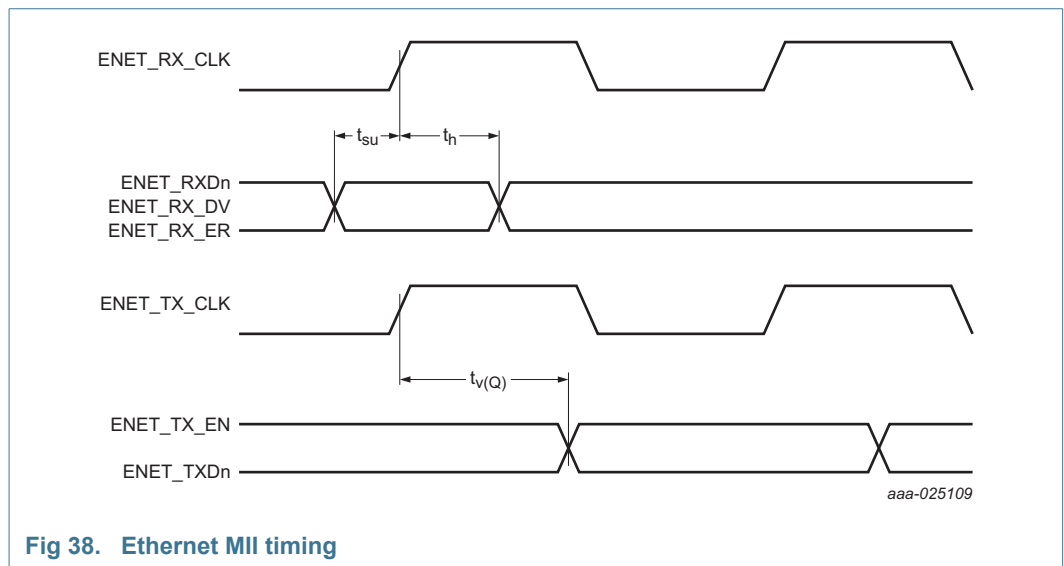 ENET_RX_CLK
tsu
th
ENET_RXDn
ENET_RX_DV
ENET_RX_ER
ENET_TX_CLK
tv(Q)
ENET_TX_EN
ENET_TXDn
aaa-025109
Fig 38. Ethernet MII timing